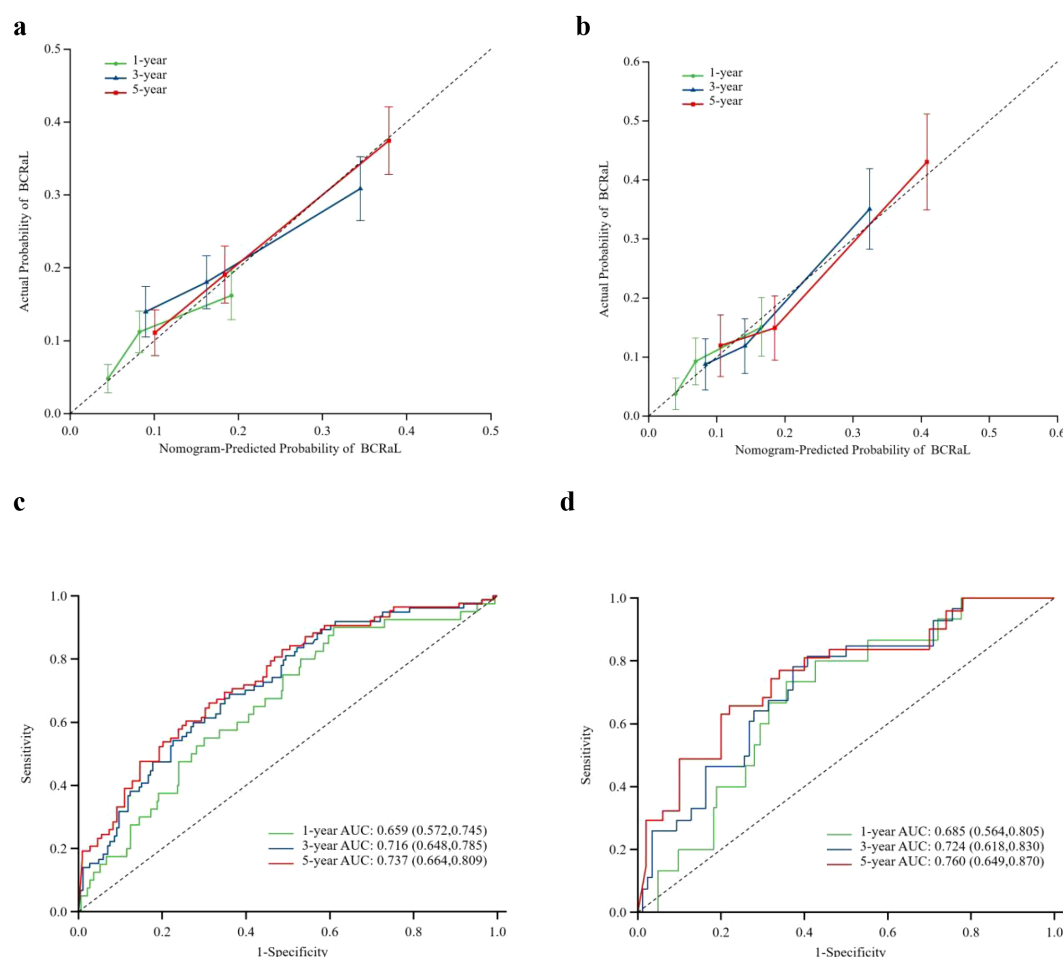 a
0.5
0.4
0.3
0.2
0.1
0.0
0.0 0.1 0.2 0.3 0.4 0.5
Actual Probability of BCRaL
Nomogram-Predicted Probability of BCRaL
1-year
3-year
5-year
b
0.6
0.5
0.4
0.3
0.2
0.1
0.0
0.0 0.1 0.2 0.3 0.4 0.5 0.6
Actual Probability of BCRaL
Nomogram-Predicted Probability of BCRaL
1-year
3-year
5-year
c
1.0
0.8
0.6
0.4
0.2
0.0
0.0 0.2 0.4 0.6 0.8 1.0
Sensitivity
1-Specificity
1-year AUC: 0.659 (0.572,0.745)
3-year AUC: 0.716 (0.648,0.785)
5-year AUC: 0.737 (0.664,0.809)
d
1.0
0.8
0.6
0.4
0.2
0.0
0.0 0.2 0.4 0.6 0.8 1.0
Sensitivity
1-Specificity
1-year AUC: 0.685 (0.564,0.805)
3-year AUC: 0.724 (0.618,0.830)
5-year AUC: 0.760 (0.649,0.870)